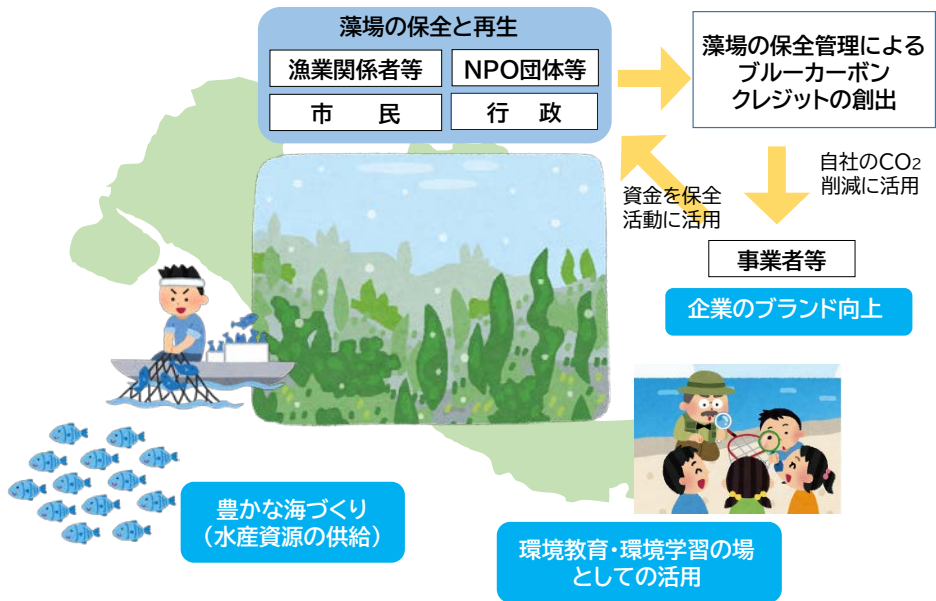 藻場の保全と再生
漁業関係者等
NPO団体等
市　　民
行　政
藻場の保全管理による
ブルーカーボン
クレジットの創出
自社のCO₂
削減に活用
資金を保全
活動に活用
事業者等
企業のブランド向上
豊かな海づくり
（水産資源の供給）
環境教育・環境学習の場
としての活用